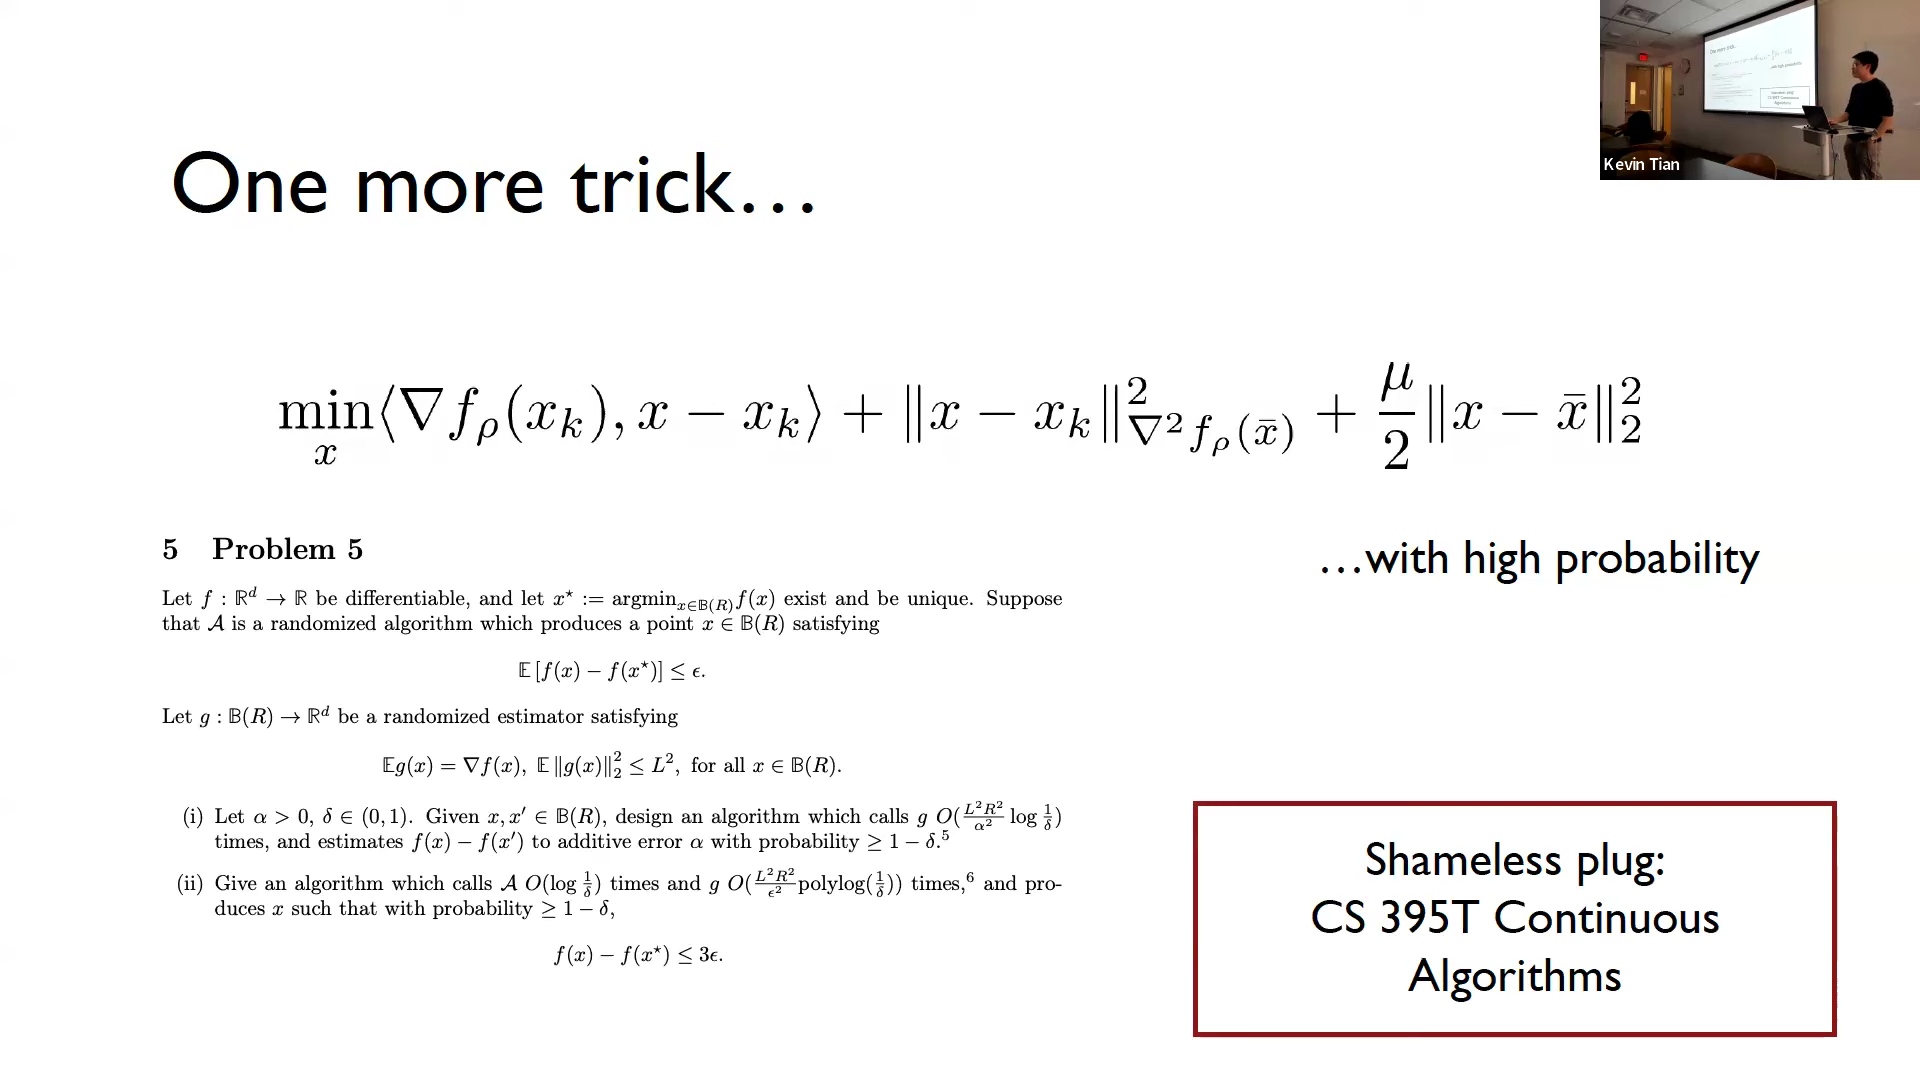 One more trick…
Kevin Tian
min_x ⟨∇f_ρ(x_k), x − x_k⟩ + ‖x − x_k‖²_{∇²f_ρ(x̄)} + μ/2 ‖x − x̄‖²_2
…with high probability
5 Problem 5
Let f : ℝ^d → ℝ be differentiable, and let x⋆ := argmin_{x∈𝔹(R)} f(x) exist and be unique. Suppose
that 𝒜 is a randomized algorithm which produces a point x ∈ 𝔹(R) satisfying
𝔼 [f(x) − f(x⋆)] ≤ ϵ.
Let g : 𝔹(R) → ℝ^d be a randomized estimator satisfying
𝔼g(x) = ∇f(x), 𝔼 ‖g(x)‖²_2 ≤ L², for all x ∈ 𝔹(R).
(i) Let α > 0, δ ∈ (0, 1). Given x, x′ ∈ 𝔹(R), design an algorithm which calls g O(L²R²/α² log 1/δ)
times, and estimates f(x) − f(x′) to additive error α with probability ≥ 1 − δ.⁵
(ii) Give an algorithm which calls 𝒜 O(log 1/δ) times and g O(L²R²/ϵ² polylog(1/δ)) times,⁶ and pro-
duces x such that with probability ≥ 1 − δ,
f(x) − f(x⋆) ≤ 3ϵ.
Shameless plug:
CS 395T Continuous
Algorithms